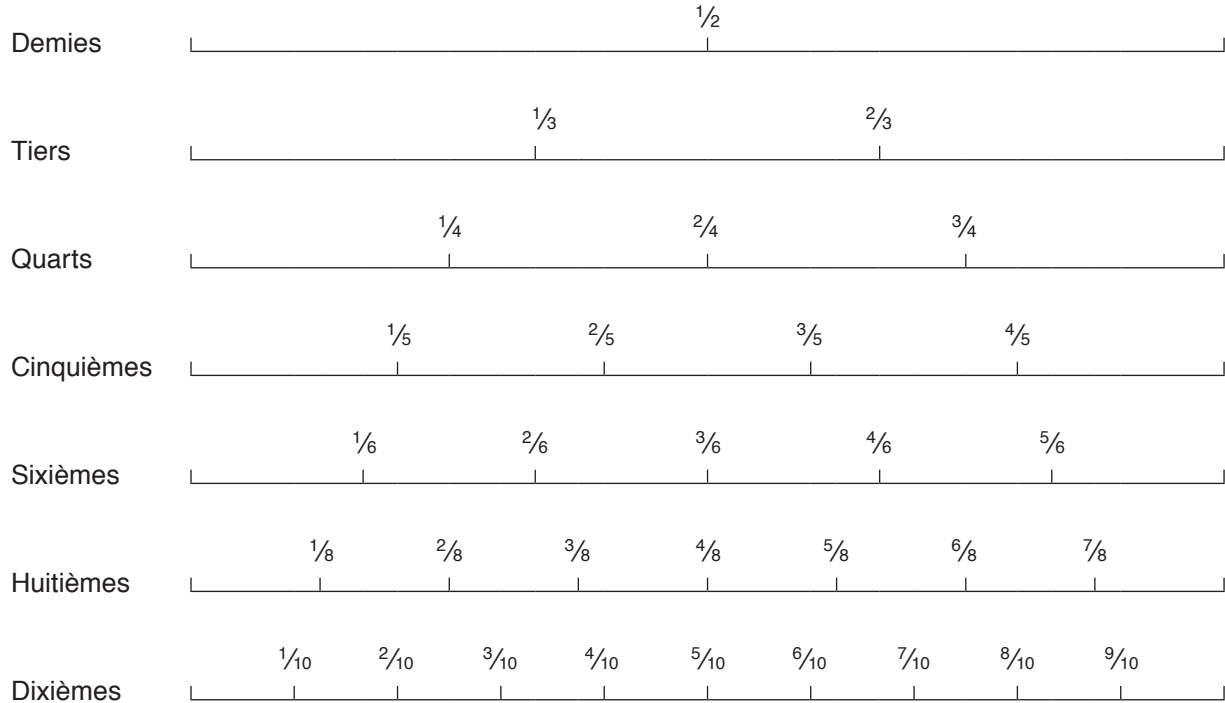 ½
Demies
⅓ ⅔
Tiers
¼ 2/4 ¾
Quarts
⅕ ⅖ ⅗ ⅘
Cinquièmes
⅙ 2/6 3/6 4/6 ⅚
Sixièmes
⅛ 2/8 ⅜ 4/8 ⅝ 6/8 ⅞
Huitièmes
1/10 2/10 3/10 4/10 5/10 6/10 7/10 8/10 9/10
Dixièmes